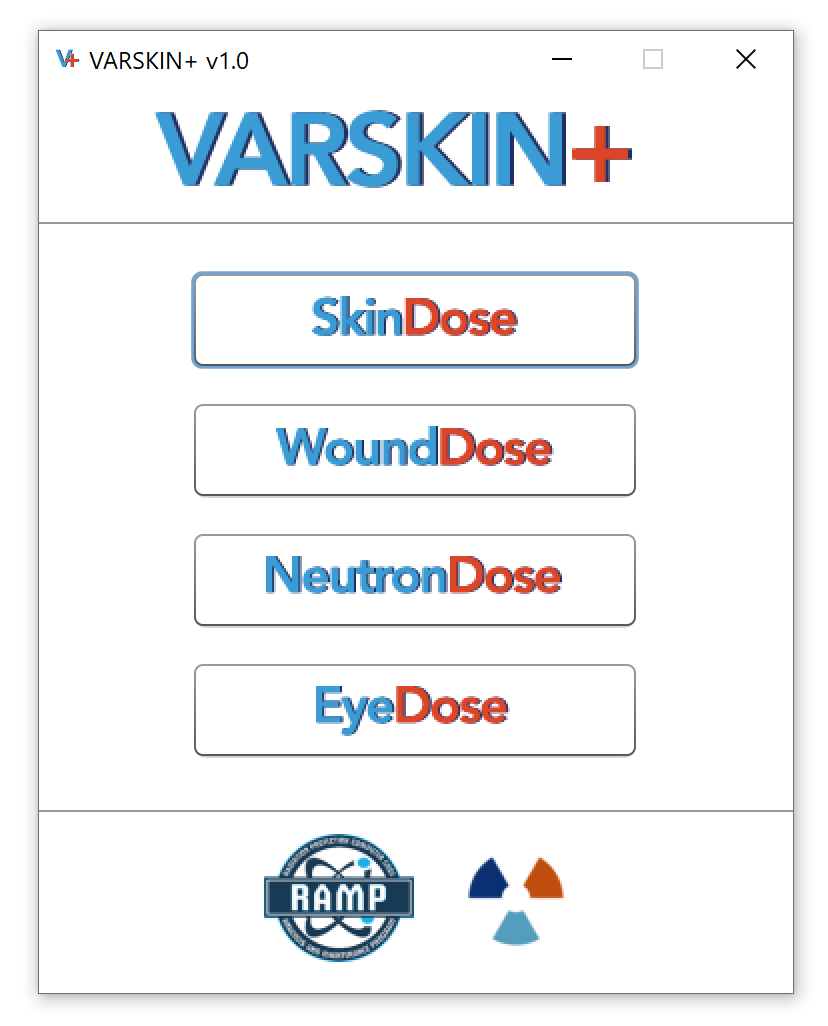 VARSKIN+ v1.0
VARSKIN+
SkinDose
WoundDose
NeutronDose
EyeDose
RAMP